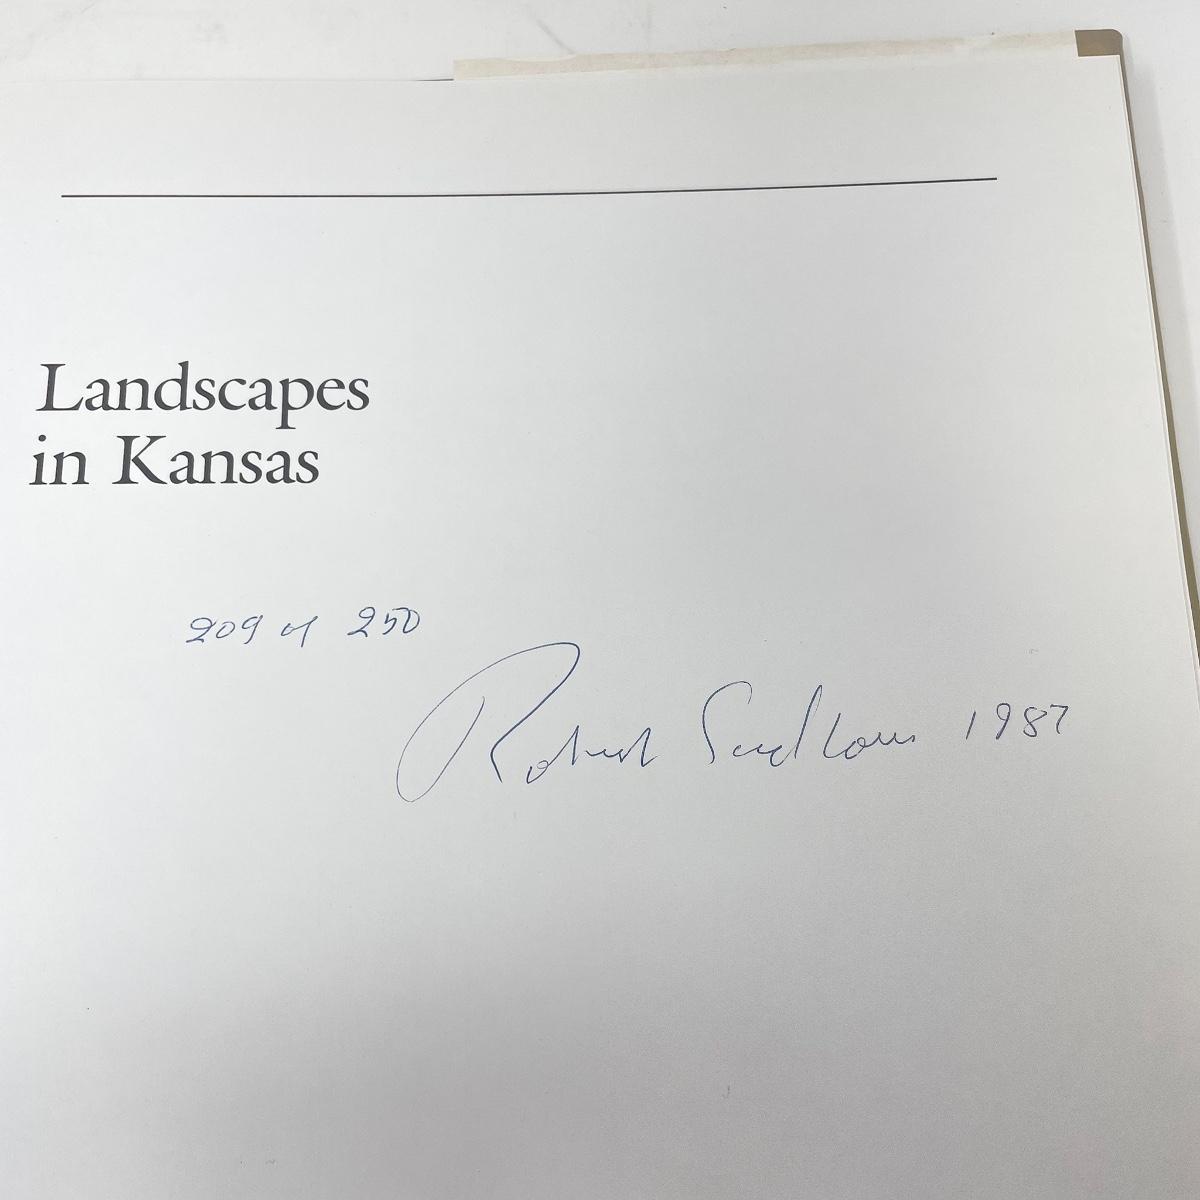 Landscapes
in Kansas
209 of 250
Robert Sudlow 1987